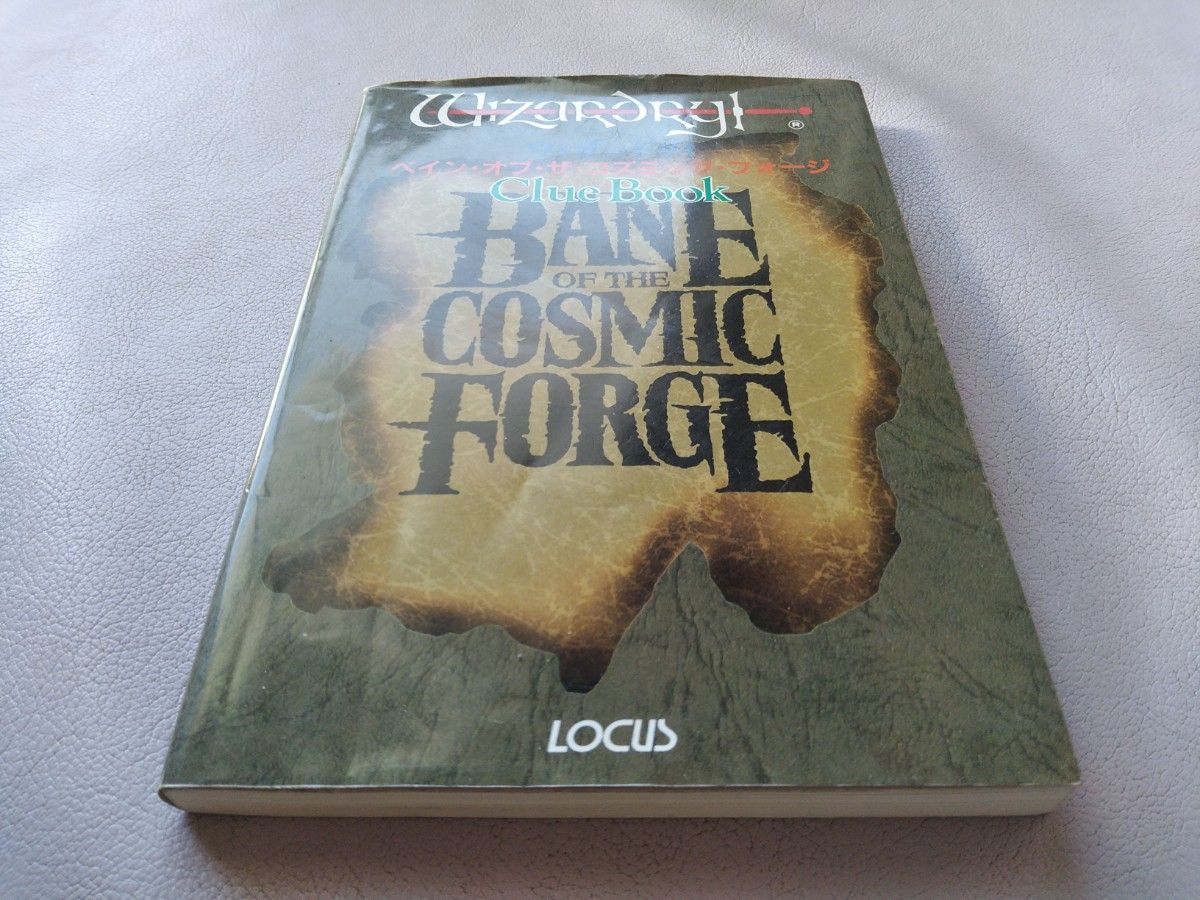 Wizardry
®
ベイン・オブ・ザ・コズミック・フォージ
Clue Book
BANE
OF THE
COSMIC
FORGE
LOCUS